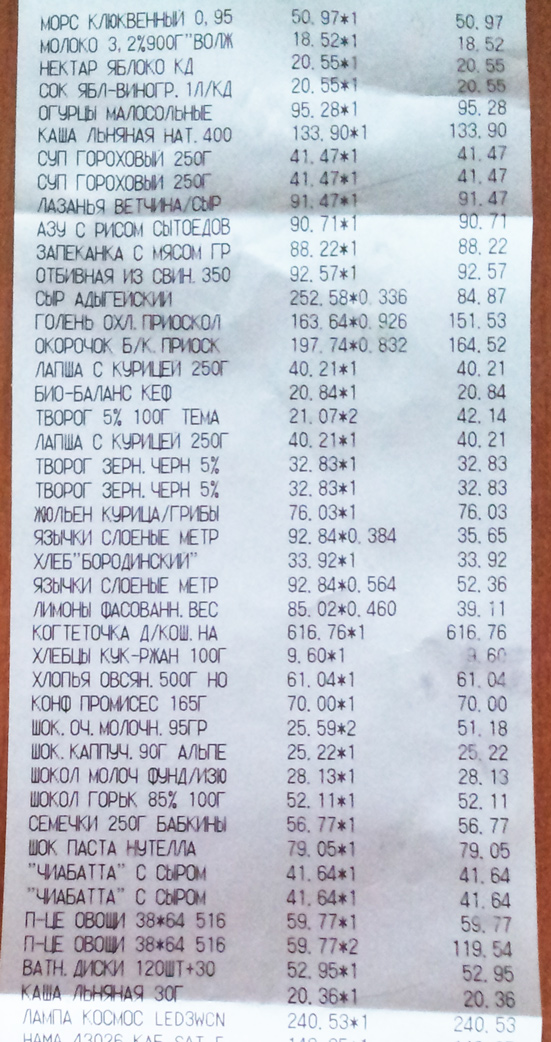 МОРС КЛЮКВЕННЫЙ 0,95 50.97*1 50.97
МОЛОКО 3,2%900Г"ВОЛЖ 18.52*1 18.52
НЕКТАР ЯБЛОКО КД 20.55*1 20.55
СОК ЯБЛ-ВИНОГР. 1Л/КД 20.55*1 20.55
ОГУРЦЫ МАЛОСОЛЬНЫЕ 95.28*1 95.28
КАША ЛЬНЯНАЯ НАТ. 400 133.90*1 133.90
СУП ГОРОХОВЫЙ 250Г 41.47*1 41.47
СУП ГОРОХОВЫЙ 250Г 41.47*1 41.47
ЛАЗАНЬЯ ВЕТЧИНА/СЫР 91.47*1 91.47
АЗУ С РИСОМ СЫТОЕДОВ 90.71*1 90.71
ЗАПЕКАНКА С МЯСОМ ГР 88.22*1 88.22
ОТБИВНАЯ ИЗ СВИН. 350 92.57*1 92.57
СЫР АДЫГЕЙСКИЙ 252.58*0.336 84.87
ГОЛЕНЬ ОХЛ. ПРИОСКОЛ 163.64*0.926 151.53
ОКОРОЧОК Б/К. ПРИОСК 197.74*0.832 164.52
ЛАПША С КУРИЦЕЙ 250Г 40.21*1 40.21
БИО-БАЛАНС КЕФ 20.84*1 20.84
ТВОРОГ 5% 100Г ТЕМА 21.07*2 42.14
ЛАПША С КУРИЦЕЙ 250Г 40.21*1 40.21
ТВОРОГ ЗЕРН. ЧЕРН 5% 32.83*1 32.83
ТВОРОГ ЗЕРН. ЧЕРН 5% 32.83*1 32.83
ЖЮЛЬЕН КУРИЦА/ГРИБЫ 76.03*1 76.03
ЯЗЫЧКИ СЛОЕНЫЕ МЕТР 92.84*0.384 35.65
ХЛЕБ"БОРОДИНСКИЙ" 33.92*1 33.92
ЯЗЫЧКИ СЛОЕНЫЕ МЕТР 92.84*0.564 52.36
ЛИМОНЫ ФАСОВАНН. ВЕС 85.02*0.460 39.11
КОГТЕТОЧКА Д/КОШ. НА 616.76*1 616.76
ХЛЕБЦЫ КУК-РЖАН 100Г 9.60*1 9.60
ХЛОПЬЯ ОВСЯН. 500Г НО 61.04*1 61.04
КОНФ ПРОМИСЕС 165Г 70.00*1 70.00
ШОК. ОЧ. МОЛОЧН. 95ГР 25.59*2 51.18
ШОК. КАППУЧ. 90Г АЛЬПЕ 25.22*1 25.22
ШОКОЛ МОЛОЧ ФУНД/ИЗЮ 28.13*1 28.13
ШОКОЛ ГОРЬК 85% 100Г 52.11*1 52.11
СЕМЕЧКИ 250Г БАБКИНЫ 56.77*1 56.77
ШОК ПАСТА НУТЕЛЛА 79.05*1 79.05
"ЧИАБАТТА" С СЫРОМ 41.64*1 41.64
"ЧИАБАТТА" С СЫРОМ 41.64*1 41.64
П-ЦЕ ОВОЩИ 38*64 516 59.77*1 59.77
П-ЦЕ ОВОЩИ 38*64 516 59.77*2 119.54
ВАТН. ДИСКИ 120ШТ+30 52.95*1 52.95
КАША ЛЬНЯНАЯ 30Г 20.36*1 20.36
ЛАМПА КОСМОС LED3WCN 240.53*1 240.53